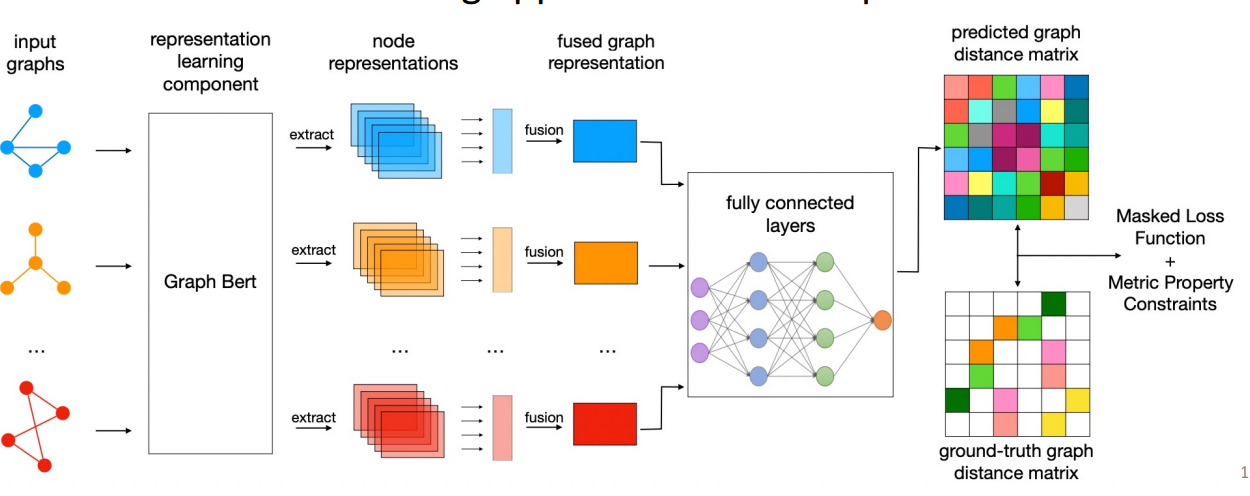 input
graphs
representation
learning
component
node
representations
fused graph
representation
predicted graph
distance matrix
Graph Bert
extract
fusion
extract
fusion
...
...
...
...
extract
fusion
fully connected
layers
Masked Loss
Function
+
Metric Property
Constraints
ground-truth graph
distance matrix
1